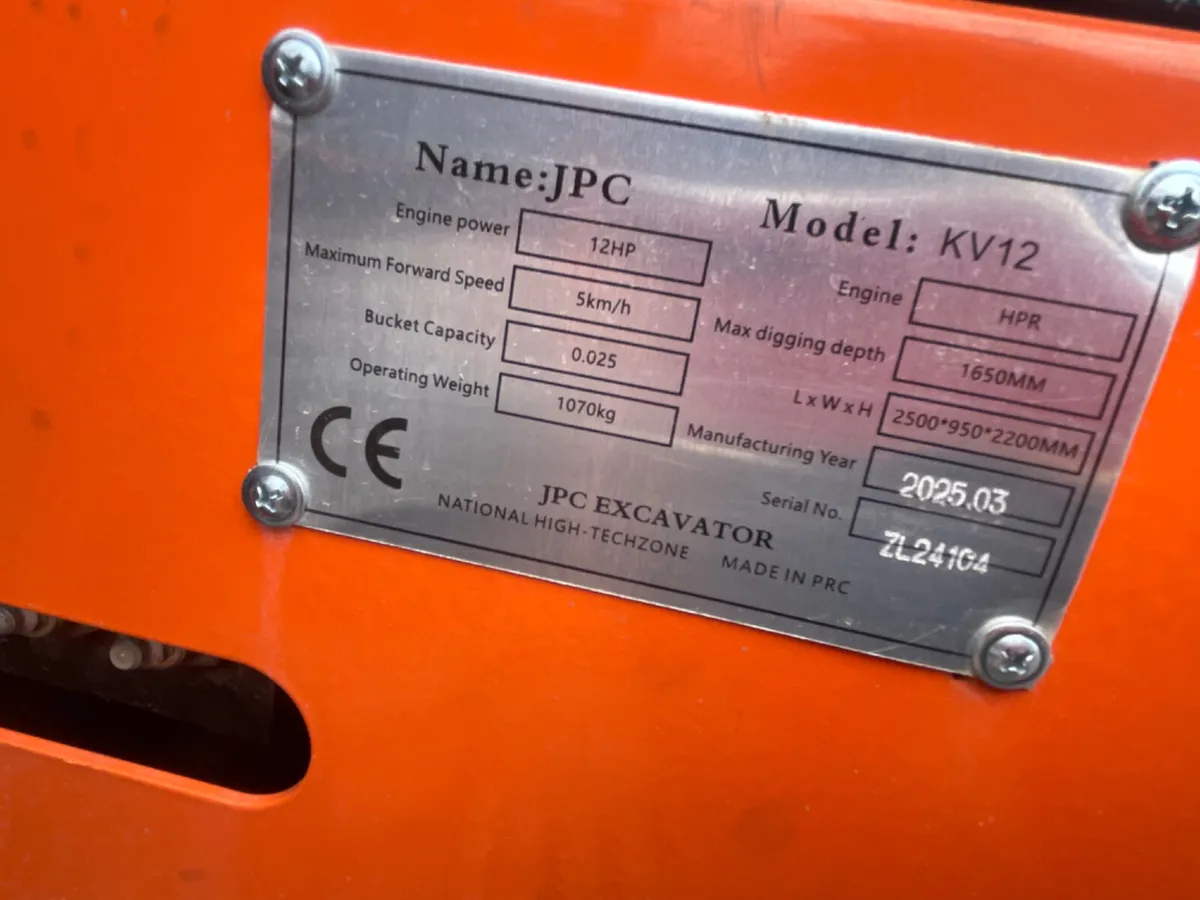 Name:JPC
Model: KV12
Engine power 12HP
Engine HPR
Maximum Forward Speed 5km/h
Max digging depth 1650MM
Bucket Capacity 0.025
L x W x H 2500*950*2200MM
Operating Weight 1070kg
Manufacturing Year 2025.03
Serial No. ZL24104
CE
JPC EXCAVATOR
NATIONAL HIGH-TECHZONE MADE IN PRC